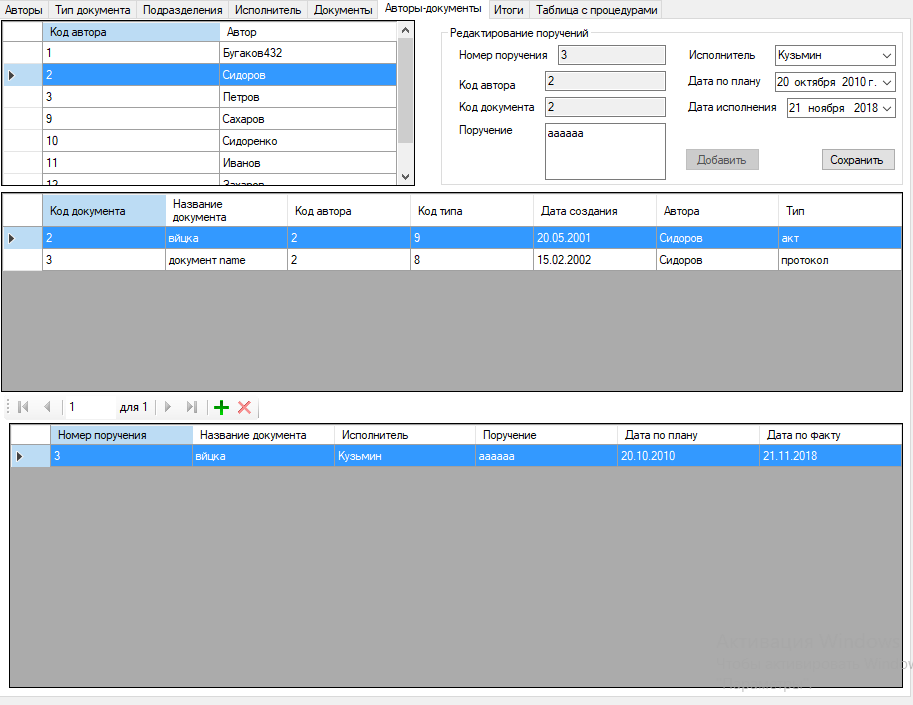 Авторы Тип документа Подразделения Исполнитель Документы Авторы-документы Итоги Таблица с процедурами
Код автора Автор
1 Бугаков432
2 Сидоров
3 Петров
9 Сахаров
10 Сидоренко
11 Иванов
12 Захаров
Редактирование поручений
Номер поручения 3 Исполнитель Кузьмин
Код автора 2 Дата по плану 20 октября 2010 г.
Код документа 2 Дата исполнения 21 ноября 2018
Поручение аааааа
Добавить Сохранить
Код документа Название документа Код автора Код типа Дата создания Автора Тип
2 вйцка 2 9 20.05.2001 Сидоров акт
3 документ name 2 8 15.02.2002 Сидоров протокол
1 для 1
Номер поручения Название документа Исполнитель Поручение Дата по плану Дата по факту
3 вйцка Кузьмин аааааа 20.10.2010 21.11.2018
Активация Windows